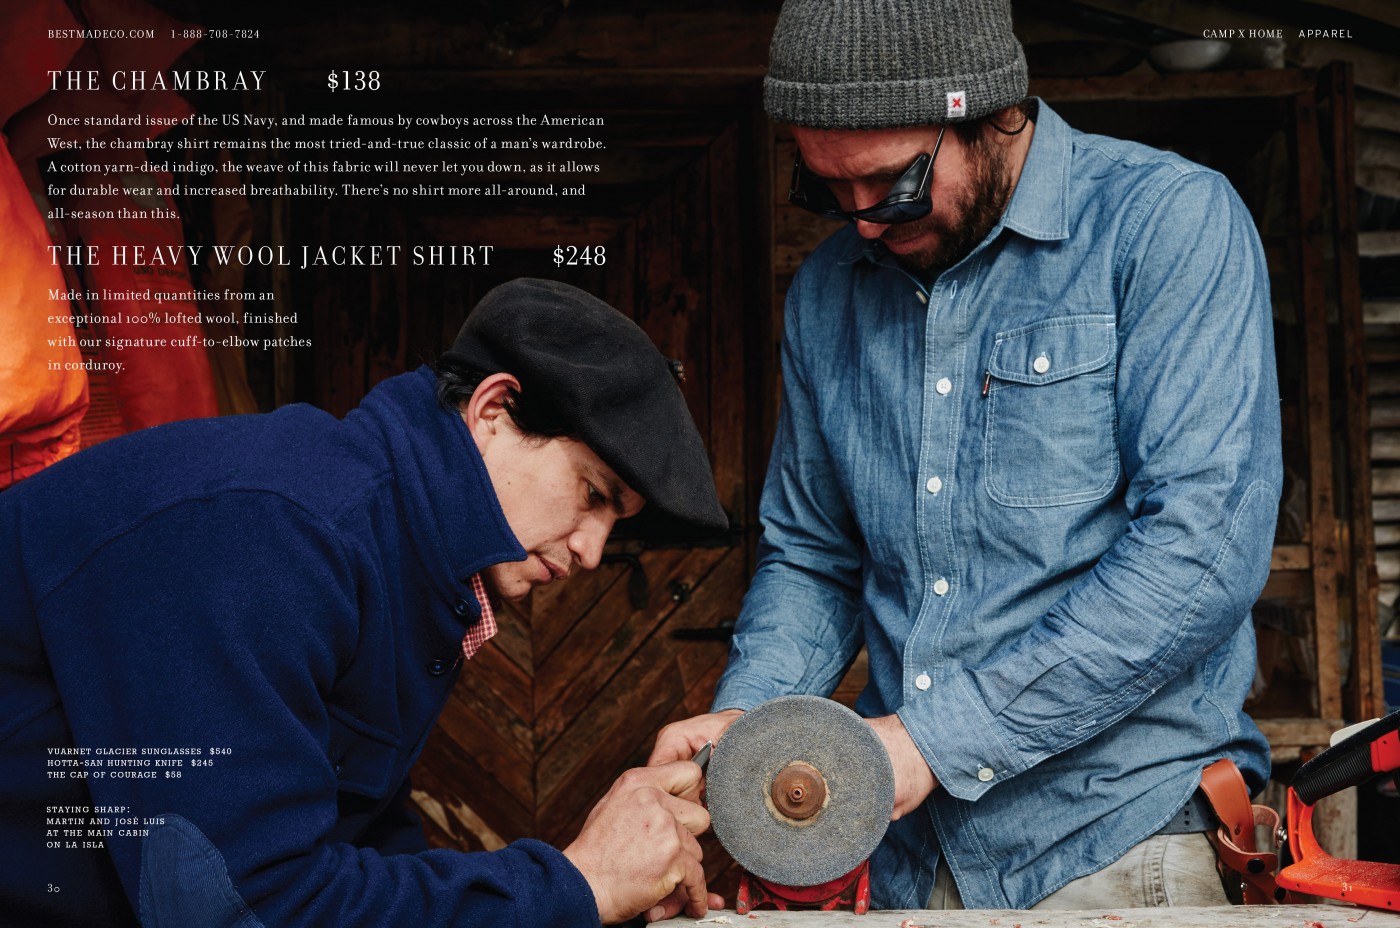 BESTMADECO.COM 1-888-708-7824
CAMP X HOME APPAREL
THE CHAMBRAY $138
Once standard issue of the US Navy, and made famous by cowboys across the American
West, the chambray shirt remains the most tried-and-true classic of a man's wardrobe.
A cotton yarn-died indigo, the weave of this fabric will never let you down, as it allows
for durable wear and increased breathability. There's no shirt more all-around, and
all-season than this.
THE HEAVY WOOL JACKET SHIRT $248
Made in limited quantities from an
exceptional 100% lofted wool, finished
with our signature cuff-to-elbow patches
in corduroy.
VUARNET GLACIER SUNGLASSES $540
HOTTA-SAN HUNTING KNIFE $245
THE CAP OF COURAGE $58
STAYING SHARP:
MARTIN AND JOSÉ LUIS
AT THE MAIN CABIN
ON LA ISLA
30
31